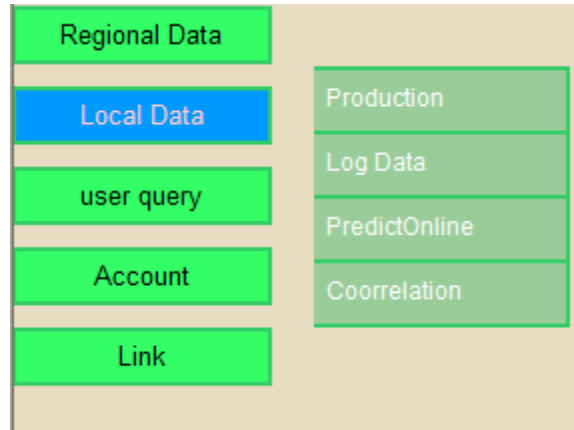 Regional Data
Local Data
user query
Account
Link
Production
Log Data
PredictOnline
Coorrelation